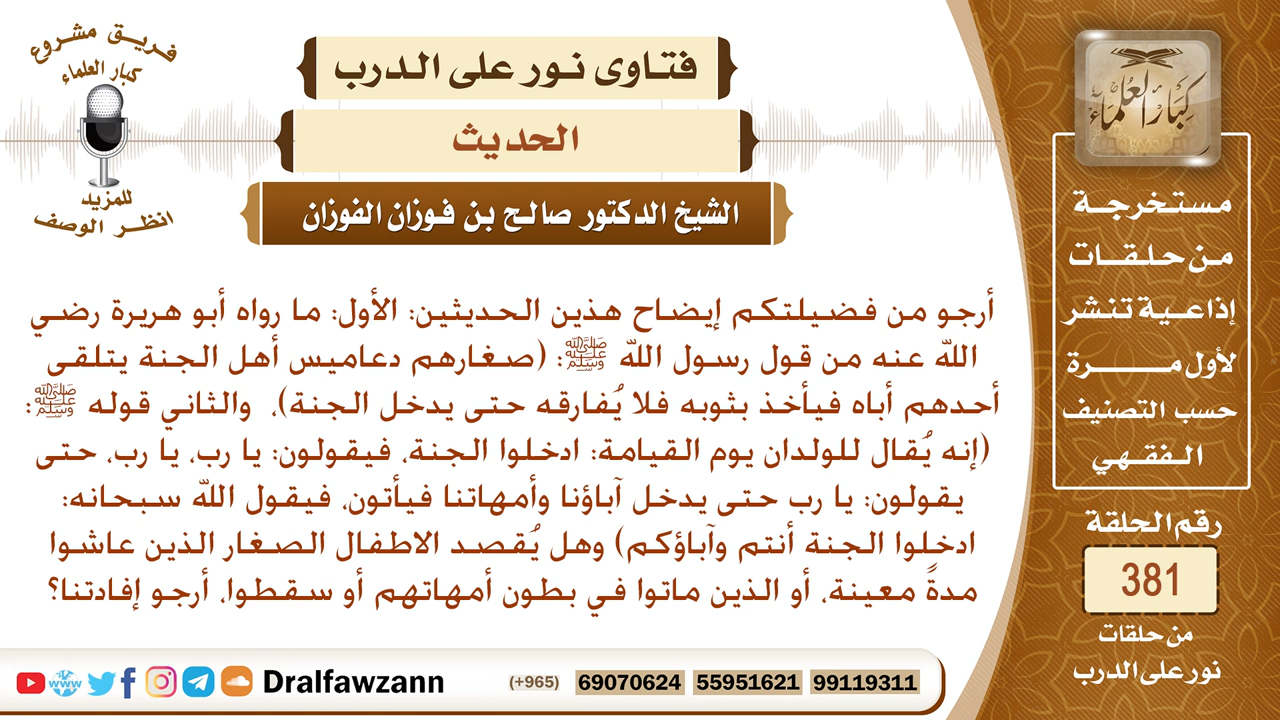 فريق مشروع
كبار العلماء
للمزيد
انظر الوصف
فتاوى نور على الدرب
الحديث
الشيخ الدكتور صالح بن فوزان الفوزان
أرجو من فضيلتكم إيضاح هذين الحديثين: الأول: ما رواه أبو هريرة رضي
الله عنه من قول رسول الله ﷺ: (صغارهم دعاميس أهل الجنة يتلقى
أحدهم أباه فيأخذ بثوبه فلا يُفارقه حتى يدخل الجنة)، والثاني قوله ﷺ:
(إنه يُقال للولدان يوم القيامة: ادخلوا الجنة، فيقولون: يا رب، يا رب، حتى
يقولون: يا رب حتى يدخل آباؤنا وأمهاتنا فيأتون، فيقول الله سبحانه:
ادخلوا الجنة أنتم وآباؤكم) وهل يُقصد الاطفال الصغار الذين عاشوا
مدةً معينة، أو الذين ماتوا في بطون أمهاتهم أو سقطوا، أرجو إفادتنا؟
كبار العلماء
مستخرجة
من حلقات
إذاعية تنشر
لأول مرة
حسب التصنيف
الفقهي
رقم الحلقة
381
من حلقات
نور على الدرب
www Dralfawzann (+965) 69070624 55951621 99119311